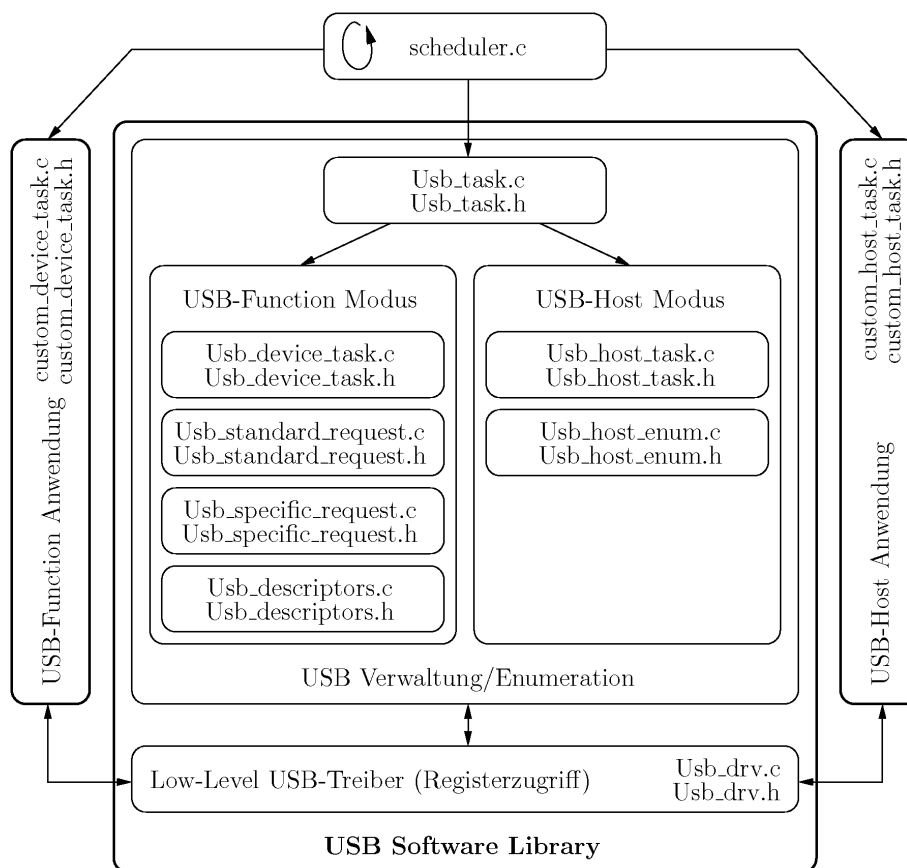 scheduler.c
custom_device_task.c
custom_device_task.h
USB-Function Anwendung
Usb_task.c
Usb_task.h
USB-Function Modus
Usb_device_task.c
Usb_device_task.h
Usb_standard_request.c
Usb_standard_request.h
Usb_specific_request.c
Usb_specific_request.h
Usb_descriptors.c
Usb_descriptors.h
USB-Host Modus
Usb_host_task.c
Usb_host_task.h
Usb_host_enum.c
Usb_host_enum.h
USB Verwaltung/Enumeration
custom_host_task.c
custom_host_task.h
USB-Host Anwendung
Low-Level USB-Treiber (Registerzugriff)
Usb_drv.c
Usb_drv.h
USB Software Library